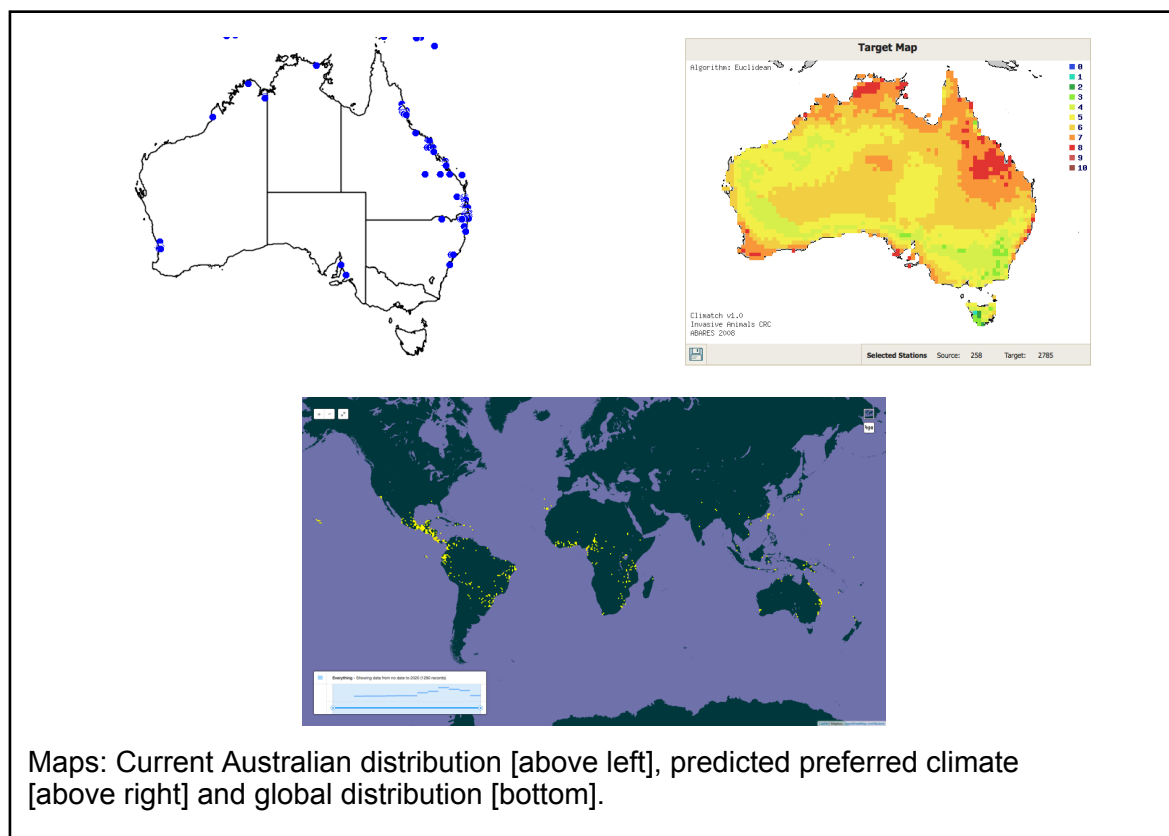 Target Map
Algorithm: Euclidean
0
1
2
3
4
5
6
7
8
9
10
Climatch v1.0
Invasive Animals CRC
ABARES 2008
Selected Stations Source: 258 Target: 2785
Maps: Current Australian distribution [above left], predicted preferred climate
[above right] and global distribution [bottom].